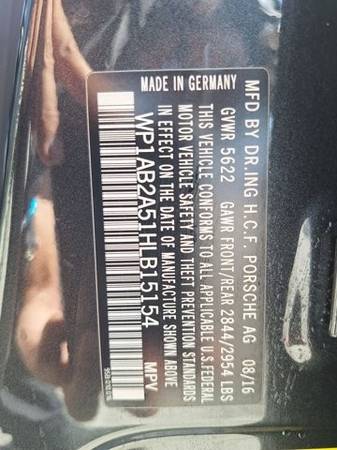 MFD BY DR.ING H.C.F. PORSCHE AG 08/16
GVWR 5622 GAWR FRONT/REAR 2844/2954 LBS
THIS VEHICLE CONFORMS TO ALL APPLICABLE U.S.FEDERAL
MOTOR VEHICLE SAFETY AND THEFT PREVENTION STANDARDS
IN EFFECT ON THE DATE OF MANUFACTURE SHOWN ABOVE
WP1AB2A51HLB15154 MPV
MADE IN GERMANY